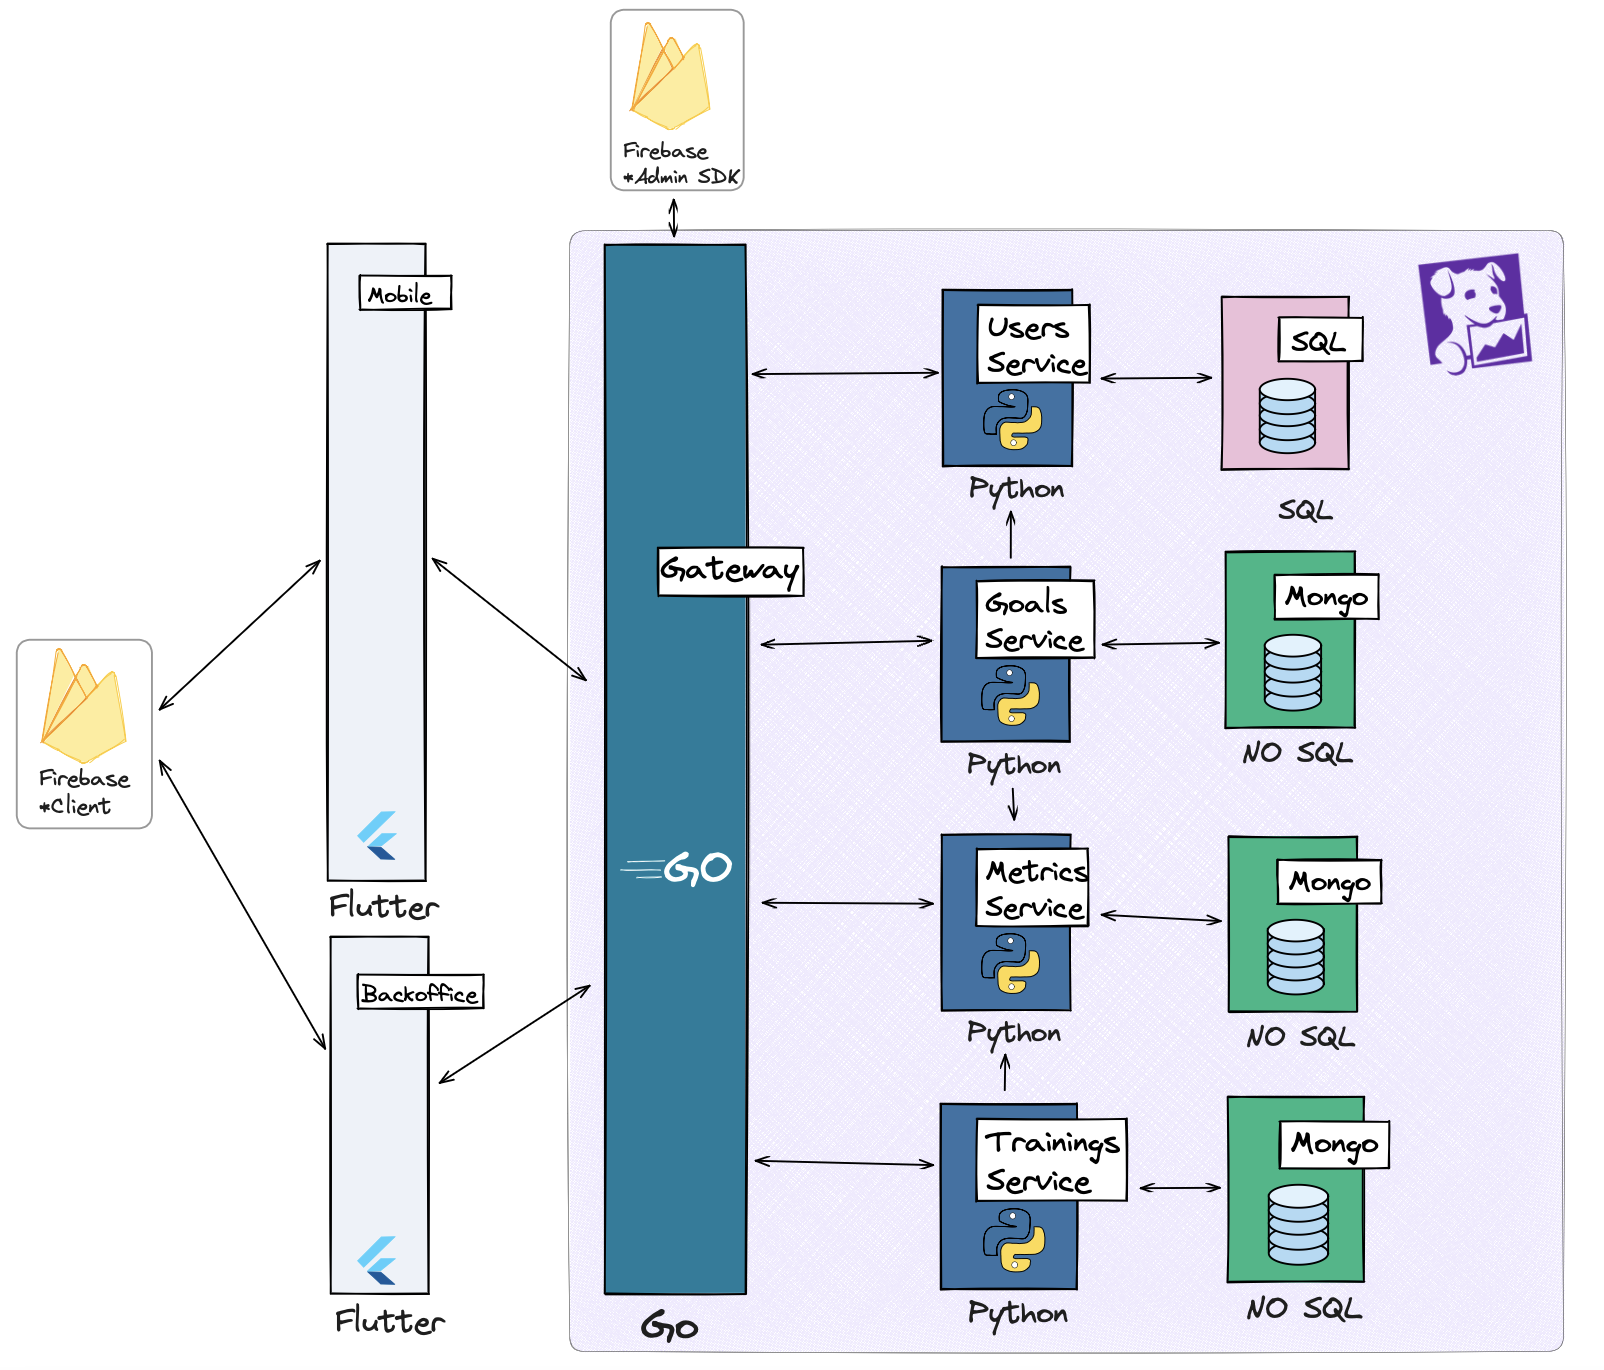 Firebase
*Admin SDK
Mobile
Users
Service
SQL
Python
SQL
Gateway
Goals
Service
Mongo
Firebase
*Client
Python
NO SQL
GO
Flutter
Metrics
Service
Mongo
Backoffice
Python
NO SQL
Trainings
Service
Mongo
Flutter
Go
Python
NO SQL